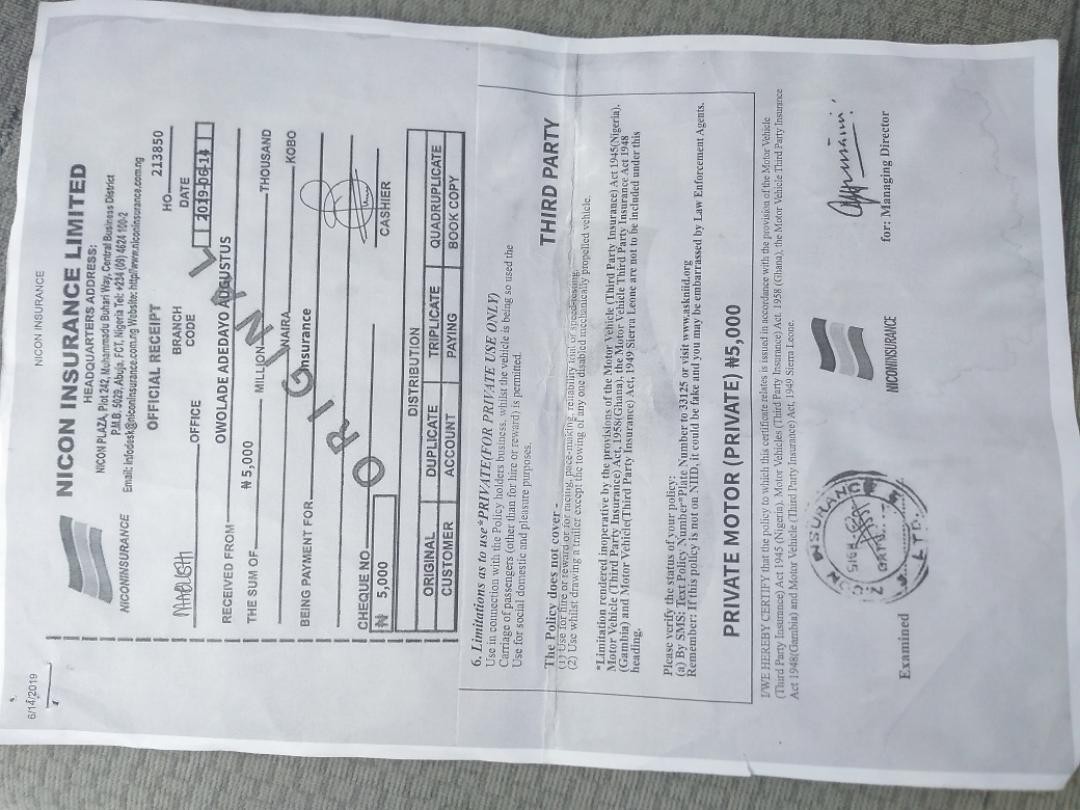 6/14/2019
NICON INSURANCE
NICON INSURANCE LIMITED
HEADQUARTERS ADDRESS:
NICON PLAZA, Plot 242, Muhammadu Buhari Way, Central Business District
P.M.B. 5029, Abuja, FCT, Nigeria Tel: +234 (09) 4624 100-2
Email: infodesk@niconinsurance.com.ng Website: http//www.niconinsurance.com.ng
NICONINSURANCE
OFFICIAL RECEIPT
213850
OFFICE
BRANCH CODE
HO
DATE
2019-06-14
RECEIVED FROM OWOLADE ADEDAYO AUGUSTUS
THE SUM OF ₦ 5,000 MILLION THOUSAND
NAIRA KOBO
BEING PAYMENT FOR Insurance
ORIGINAL
CHEQUE NO
₦ 5,000
CASHIER
DISTRIBUTION
ORIGINAL DUPLICATE TRIPLICATE QUADRUPLICATE
CUSTOMER ACCOUNT PAYING BOOK COPY
6. Limitations as to use*PRIVATE(FOR PRIVATE USE ONLY)
Use in connection with the Policy holders business, whilst the vehicle is being so used the
Carriage of passengers (other than for hire or reward) is permitted.
Use for social domestic and pleasure purposes.
THIRD PARTY
The Policy does not cover -
(1) Use for hire or reward or for racing, pace-making, reliability trial or speed-testing.
(2) Use whilst drawing a trailer except the towing of any one disabled mechanically propelled vehicle.
*Limitation rendered inoperative by the provisions of the Motor Vehicle (Third Party Insurance) Act 1945(Nigeria),
Motor Vehicle (Third Party Insurance) Act, 1958(Ghana), the Motor Vehicle Third Party Insurance Act 1948
(Gambia) and Motor Vehicle(Third Party Insurance) Act, 1949 Sierra Leone are not to be included under this
heading.
Please verify the status of your policy:
(a) By SMS: Text Policy Number*Plate Number to 33125 or visit www.askniid.org
Remember: If this policy is not on NIID, it could be fake and you may be embarrassed by Law Enforcement Agents.
PRIVATE MOTOR (PRIVATE) ₦5,000
I/WE HEREBY CERTIFY that the policy to which this certificate relates is issued in accordance with the provision of the Motor Vehicle
(Third Party Insurance) Act 1945 (Nigeria). Motor Vehicles (Third Party Insurance) Act. 1958 (Ghana), the Motor Vehicle Third Party Insurance
Act 1948(Gambia) and Motor Vehicle (Third Party Insurance) Act, 1949 Sierra Leone.
INSURANCE
LTD.
Examined
NICONINSURANCE
for: Managing Director